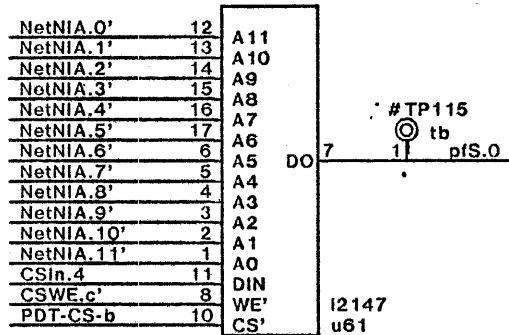 NetNIA.0' 12 A11
NetNIA.1' 13 A10
NetNIA.2' 14 A9
NetNIA.3' 15 A8
NetNIA.4' 16 A7
NetNIA.5' 17 A6
NetNIA.6' 6 A5 DO 7 1 pfS.0
#TP115
tb
NetNIA.7' 5 A4
NetNIA.8' 4 A3
NetNIA.9' 3 A2
NetNIA.10' 2 A1
NetNIA.11' 1 A0
CSIn.4 11 DIN
CSWE.c' 8 WE' i2147
PDT-CS-b 10 CS' u61